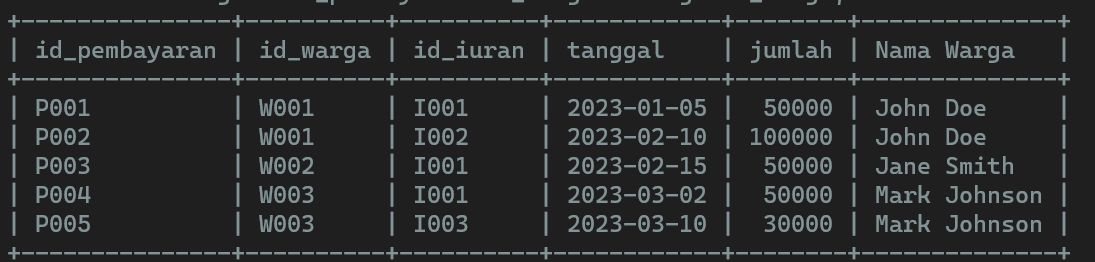 | id_pembayaran | id_warga | id_iuran | tanggal    | jumlah | Nama Warga   |
| P001          | W001     | I001     | 2023-01-05 |  50000 | John Doe     |
| P002          | W001     | I002     | 2023-02-10 | 100000 | John Doe     |
| P003          | W002     | I001     | 2023-02-15 |  50000 | Jane Smith   |
| P004          | W003     | I001     | 2023-03-02 |  50000 | Mark Johnson |
| P005          | W003     | I003     | 2023-03-10 |  30000 | Mark Johnson |